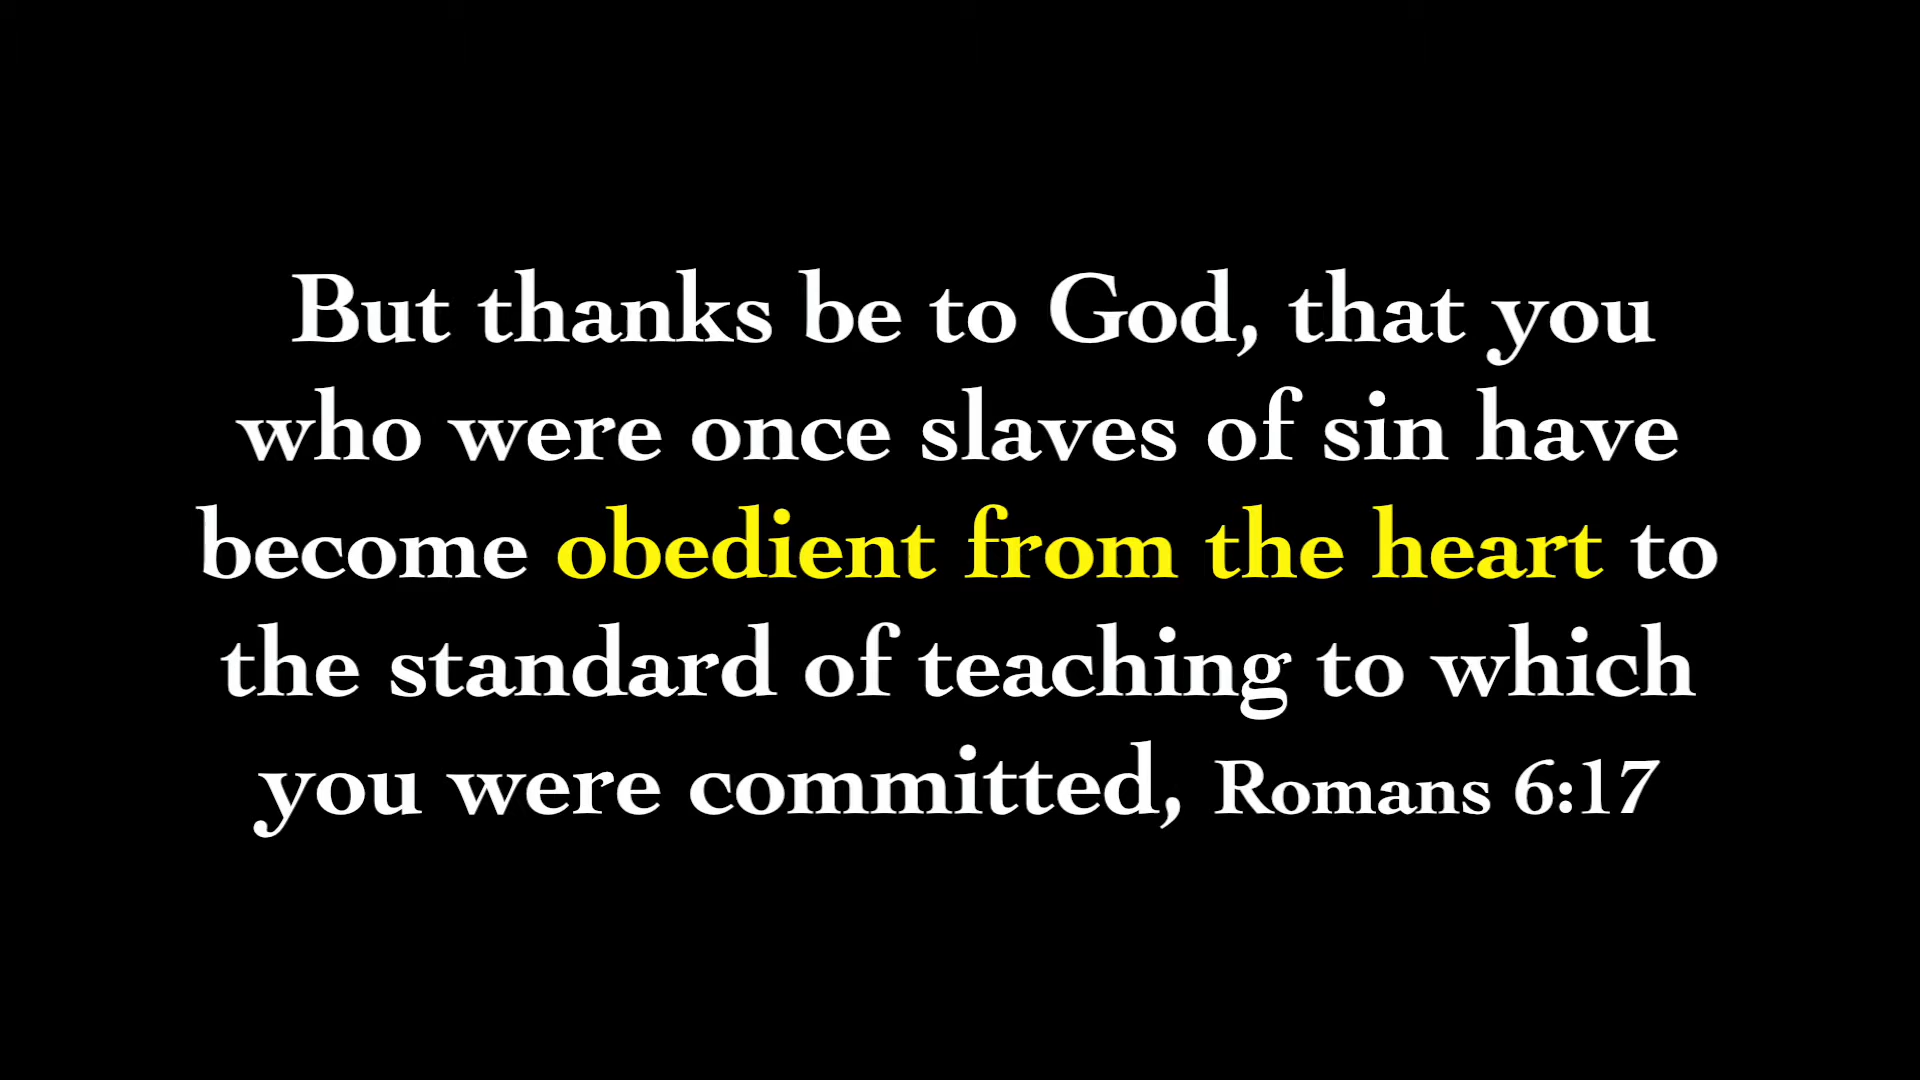 But thanks be to God, that you
who were once slaves of sin have
become obedient from the heart to
the standard of teaching to which
you were committed, Romans 6:17